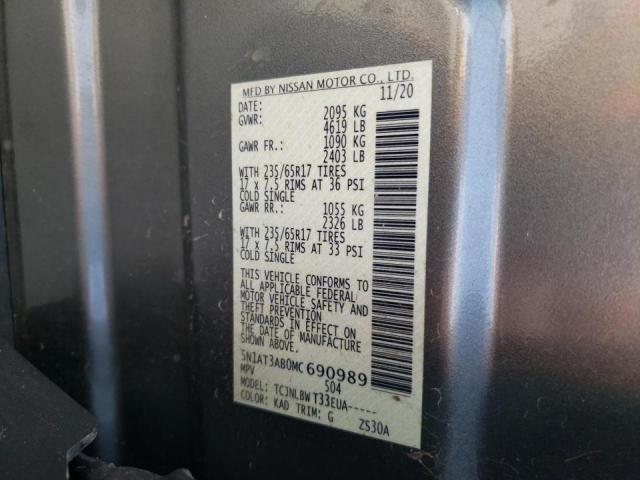 MFD BY NISSAN MOTOR CO., LTD.
DATE: 11/20
GVWR: 2095 KG
4619 LB
GAWR FR.: 1090 KG
2403 LB
WITH 235/65R17 TIRES
17 x 7.5 RIMS AT 36 PSI
COLD SINGLE
GAWR RR.: 1055 KG
2326 LB
WITH 235/65R17 TIRES
17 x 7.5 RIMS AT 33 PSI
COLD SINGLE
THIS VEHICLE CONFORMS TO
ALL APPLICABLE FEDERAL
MOTOR VEHICLE SAFETY AND
THEFT PREVENTION
STANDARDS IN EFFECT ON
THE DATE OF MANUFACTURE
SHOWN ABOVE.
5N1AT3AB0MC690989
MPV 504
MODEL: TCJNLBWT33EUA-----
COLOR: KAD TRIM: G ZS30A